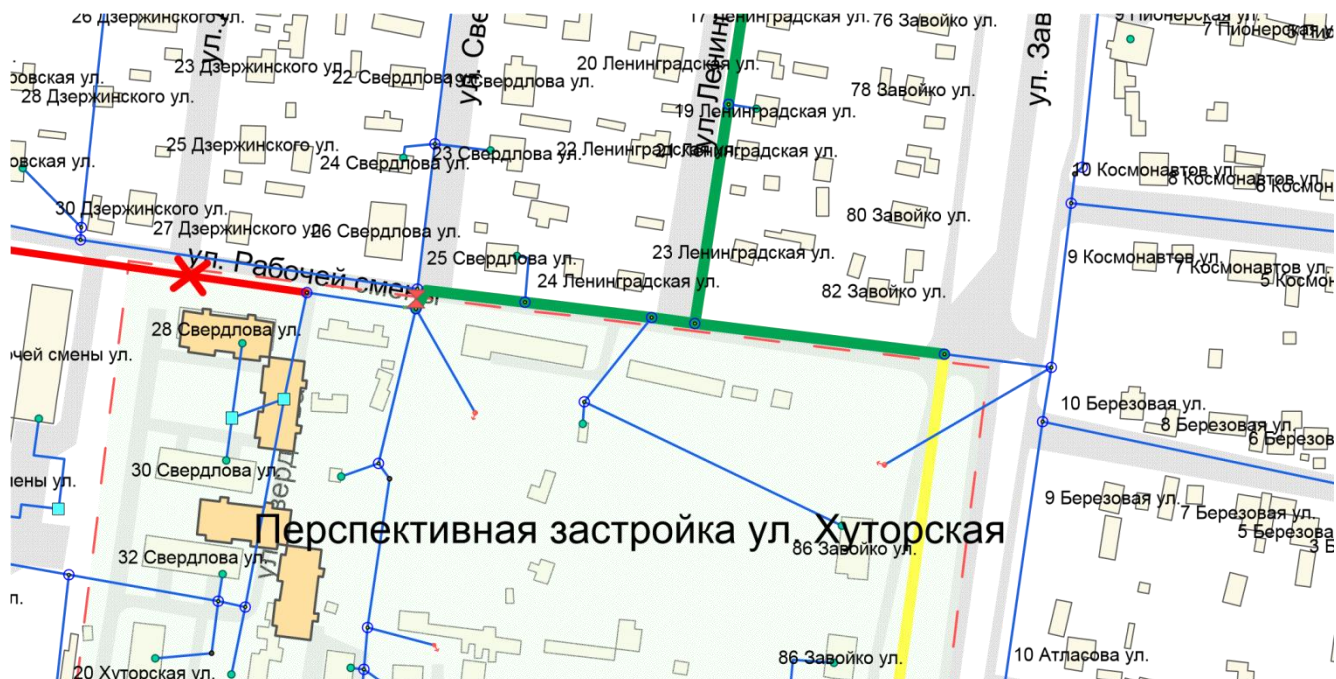 26 Дзержинского ул.
17 Ленинградская ул.
76 Завойко ул.
9 Пионерская ул.
7 Пионерская ул.
23 Дзержинского ул.
22 Свердлова ул.
19 Свердлова ул.
20 Ленинградская ул.
78 Завойко ул.
28 Дзержинского ул.
19 Ленинградская ул.
25 Дзержинского ул.
24 Свердлова ул.
23 Свердлова ул.
22 Ленинградская ул.
21 Ленинградская ул.
10 Космонавтов ул.
8 Космонавтов ул.
30 Дзержинского ул.
27 Дзержинского ул.
26 Свердлова ул.
80 Завойко ул.
ул. Рабочей смены
25 Свердлова ул.
23 Ленинградская ул.
24 Ленинградская ул.
82 Завойко ул.
9 Космонавтов ул.
7 Космонавтов ул.
28 Свердлова ул.
10 Березовая ул.
8 Березовая ул.
30 Свердлова ул.
9 Березовая ул.
7 Березовая ул.
Перспективная застройка ул. Хуторская
86 Завойко ул.
32 Свердлова ул.
86 Завойко ул.
10 Атласова ул.
20 Хуторская ул.